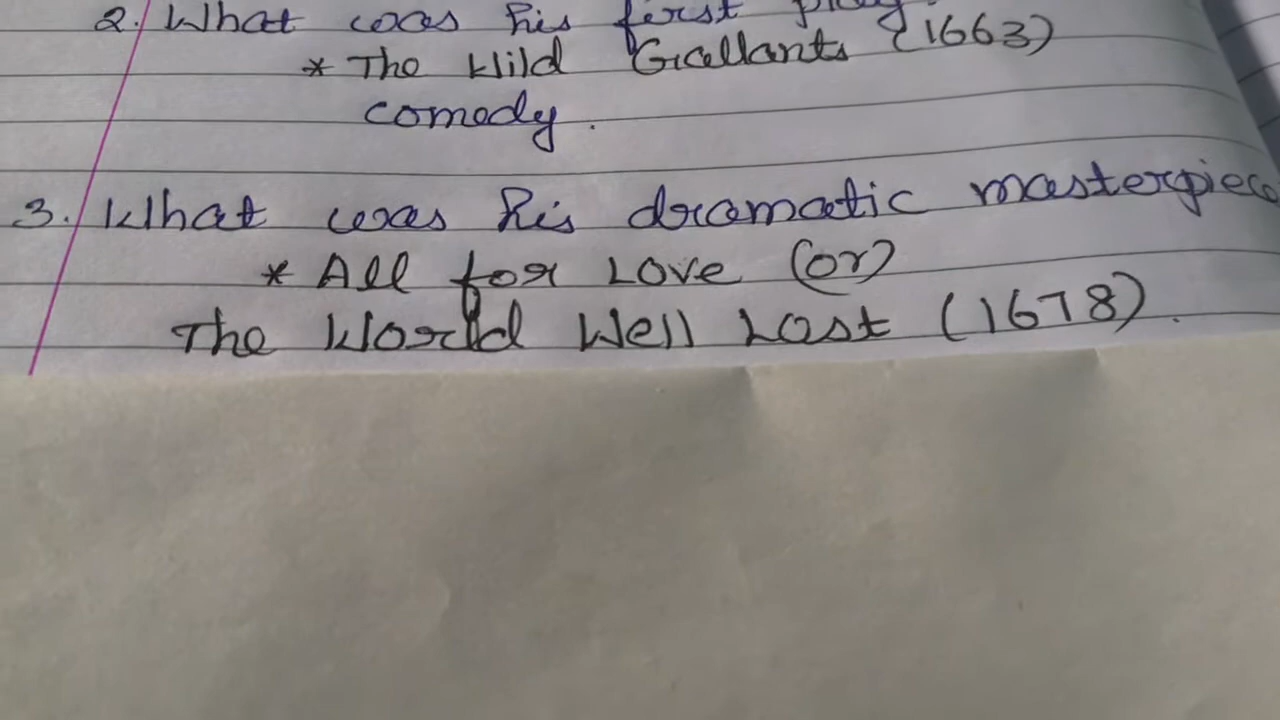 2. What was his first play
* The Wild Gallants (1663)
comedy.
3. What was his dramatic masterpiece
* All for Love (or)
The World Well Lost (1678).